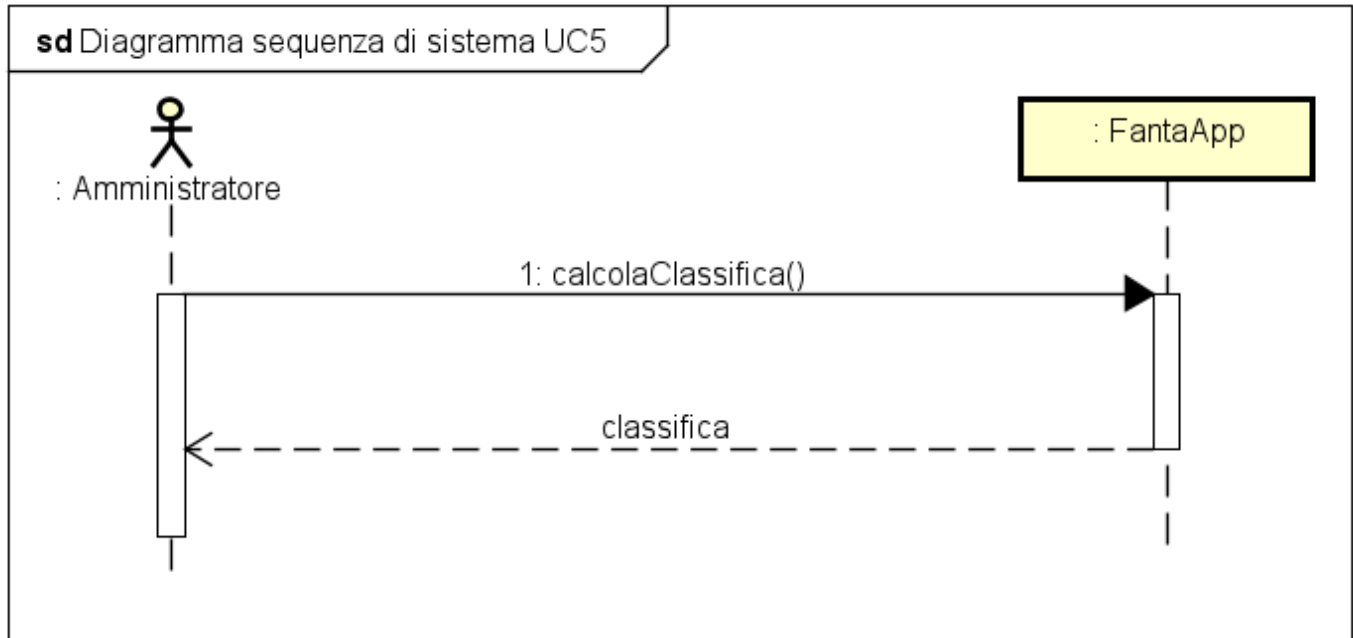 sd Diagramma sequenza di sistema UC5
: Amministratore
: FantaApp
1: calcolaClassifica()
classifica